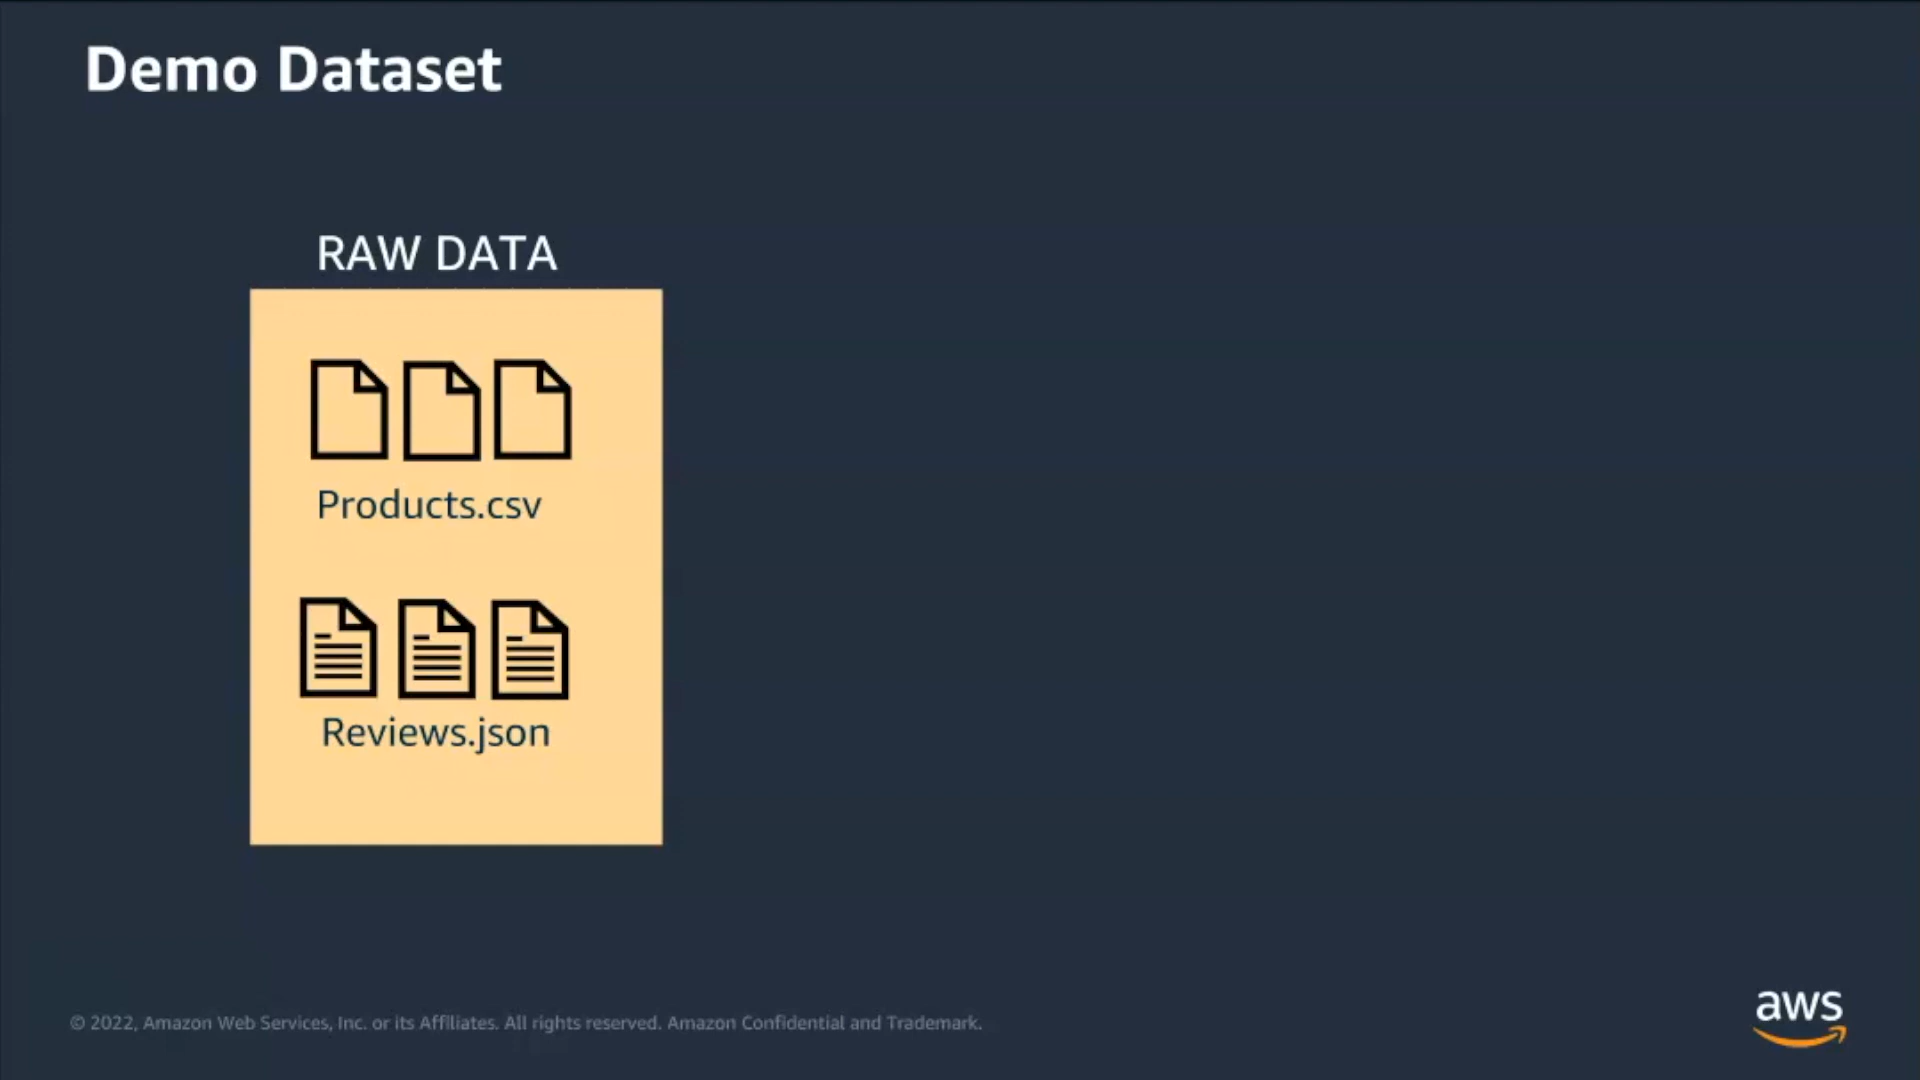 Demo Dataset
RAW DATA
Products.csv
Reviews.json
© 2022, Amazon Web Services, Inc. or its Affiliates. All rights reserved. Amazon Confidential and Trademark.
aws